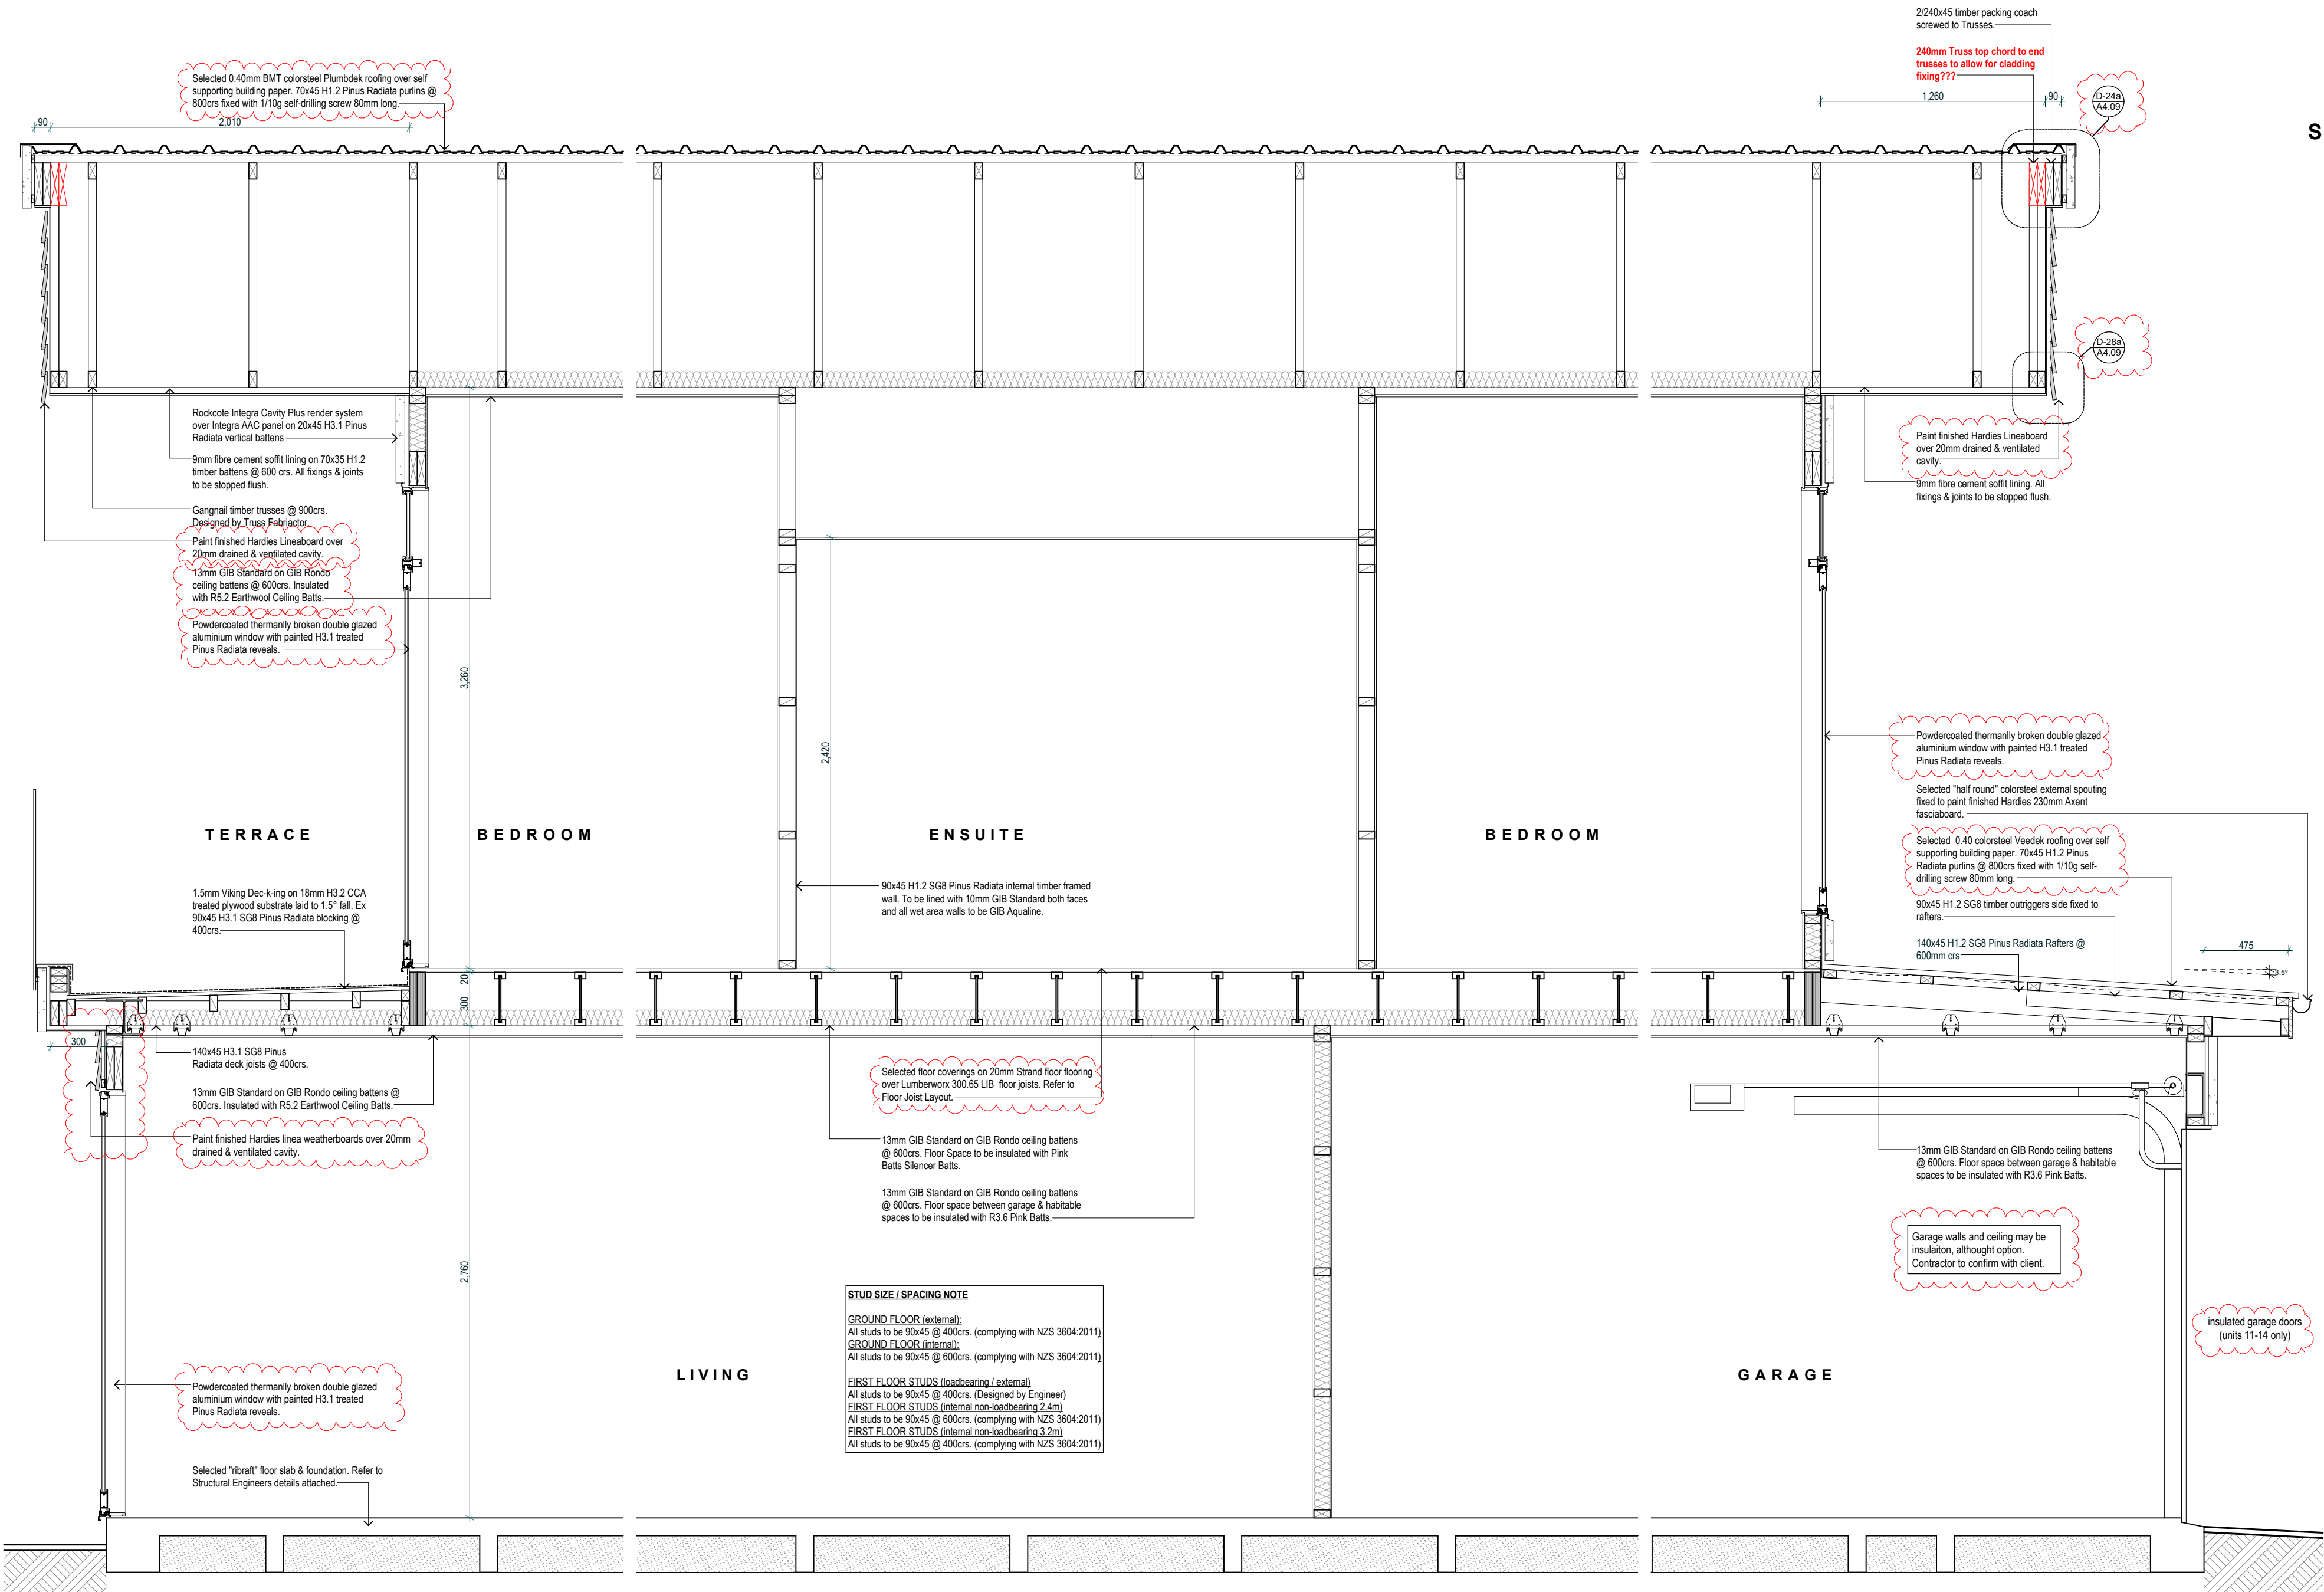 2/240x45 timber packing coach
screwed to Trusses.
240mm Truss top chord to end
trusses to allow for cladding
fixing???
Selected 0.40mm BMT colorsteel Plumbdek roofing over self
supporting building paper. 70x45 H1.2 Pinus Radiata purlins @
800crs fixed with 1/10g self-drilling screw 80mm long.
90
2,010
1,260
90
D-24a
A4.09
S
D-28a
A4.09
Rockcote Integra Cavity Plus render system
over Integra AAC panel on 20x45 H3.1 Pinus
Radiata vertical battens
9mm fibre cement soffit lining on 70x35 H1.2
timber battens @ 600 crs. All fixings & joints
to be stopped flush.
Gangnail timber trusses @ 900crs.
Designed by Truss Fabriactor.
Paint finished Hardies Lineaboard over
20mm drained & ventilated cavity.
13mm GIB Standard on GIB Rondo
ceiling battens @ 600crs. Insulated
with R5.2 Earthwool Ceiling Batts.
Powdercoated thermanlly broken double glazed
aluminium window with painted H3.1 treated
Pinus Radiata reveals.
Paint finished Hardies Lineaboard
over 20mm drained & ventilated
cavity.
9mm fibre cement soffit lining. All
fixings & joints to be stopped flush.
3,260
2,420
Powdercoated thermanlly broken double glazed
aluminium window with painted H3.1 treated
Pinus Radiata reveals.
Selected "half round" colorsteel external spouting
fixed to paint finished Hardies 230mm Axent
fasciaboard.
TERRACE
BEDROOM
ENSUITE
BEDROOM
Selected 0.40 colorsteel Veedek roofing over self
supporting building paper. 70x45 H1.2 Pinus
Radiata purlins @ 800crs fixed with 1/10g self-
drilling screw 80mm long.
1.5mm Viking Dec-k-ing on 18mm H3.2 CCA
treated plywood substrate laid to 1.5° fall. Ex
90x45 H3.1 SG8 Pinus Radiata blocking @
400crs.
90x45 H1.2 SG8 Pinus Radiata internal timber framed
wall. To be lined with 10mm GIB Standard both faces
and all wet area walls to be GIB Aqualine.
90x45 H1.2 SG8 timber outriggers side fixed to
rafters.
140x45 H1.2 SG8 Pinus Radiata Rafters @
600mm crs
475
20
300
300
140x45 H3.1 SG8 Pinus
Radiata deck joists @ 400crs.
13mm GIB Standard on GIB Rondo ceiling battens @
600crs. Insulated with R5.2 Earthwool Ceiling Batts.
Paint finished Hardies linea weatherboards over 20mm
drained & ventilated cavity.
Selected floor coverings on 20mm Strand floor flooring
over Lumberworx 300.65 LIB floor joists. Refer to
Floor Joist Layout.
13mm GIB Standard on GIB Rondo ceiling battens
@ 600crs. Floor Space to be insulated with Pink
Batts Silencer Batts.
13mm GIB Standard on GIB Rondo ceiling battens
@ 600crs. Floor space between garage & habitable
spaces to be insulated with R3.6 Pink Batts.
13mm GIB Standard on GIB Rondo ceiling battens
@ 600crs. Floor space between garage & habitable
spaces to be insulated with R3.6 Pink Batts.
Garage walls and ceiling may be
insulaiton, althought option.
Contractor to confirm with client.
2,760
STUD SIZE / SPACING NOTE
GROUND FLOOR (external):
All studs to be 90x45 @ 400crs. (complying with NZS 3604:2011)
GROUND FLOOR (internal):
All studs to be 90x45 @ 600crs. (complying with NZS 3604:2011)
FIRST FLOOR STUDS (loadbearing / external)
All studs to be 90x45 @ 400crs. (Designed by Engineer)
FIRST FLOOR STUDS (internal non-loadbearing 2.4m)
All studs to be 90x45 @ 600crs. (complying with NZS 3604:2011)
FIRST FLOOR STUDS (internal non-loadbearing 3.2m)
All studs to be 90x45 @ 400crs. (complying with NZS 3604:2011)
insulated garage doors
(units 11-14 only)
LIVING
GARAGE
Powdercoated thermanlly broken double glazed
aluminium window with painted H3.1 treated
Pinus Radiata reveals.
Selected "ribraft" floor slab & foundation. Refer to
Structural Engineers details attached.